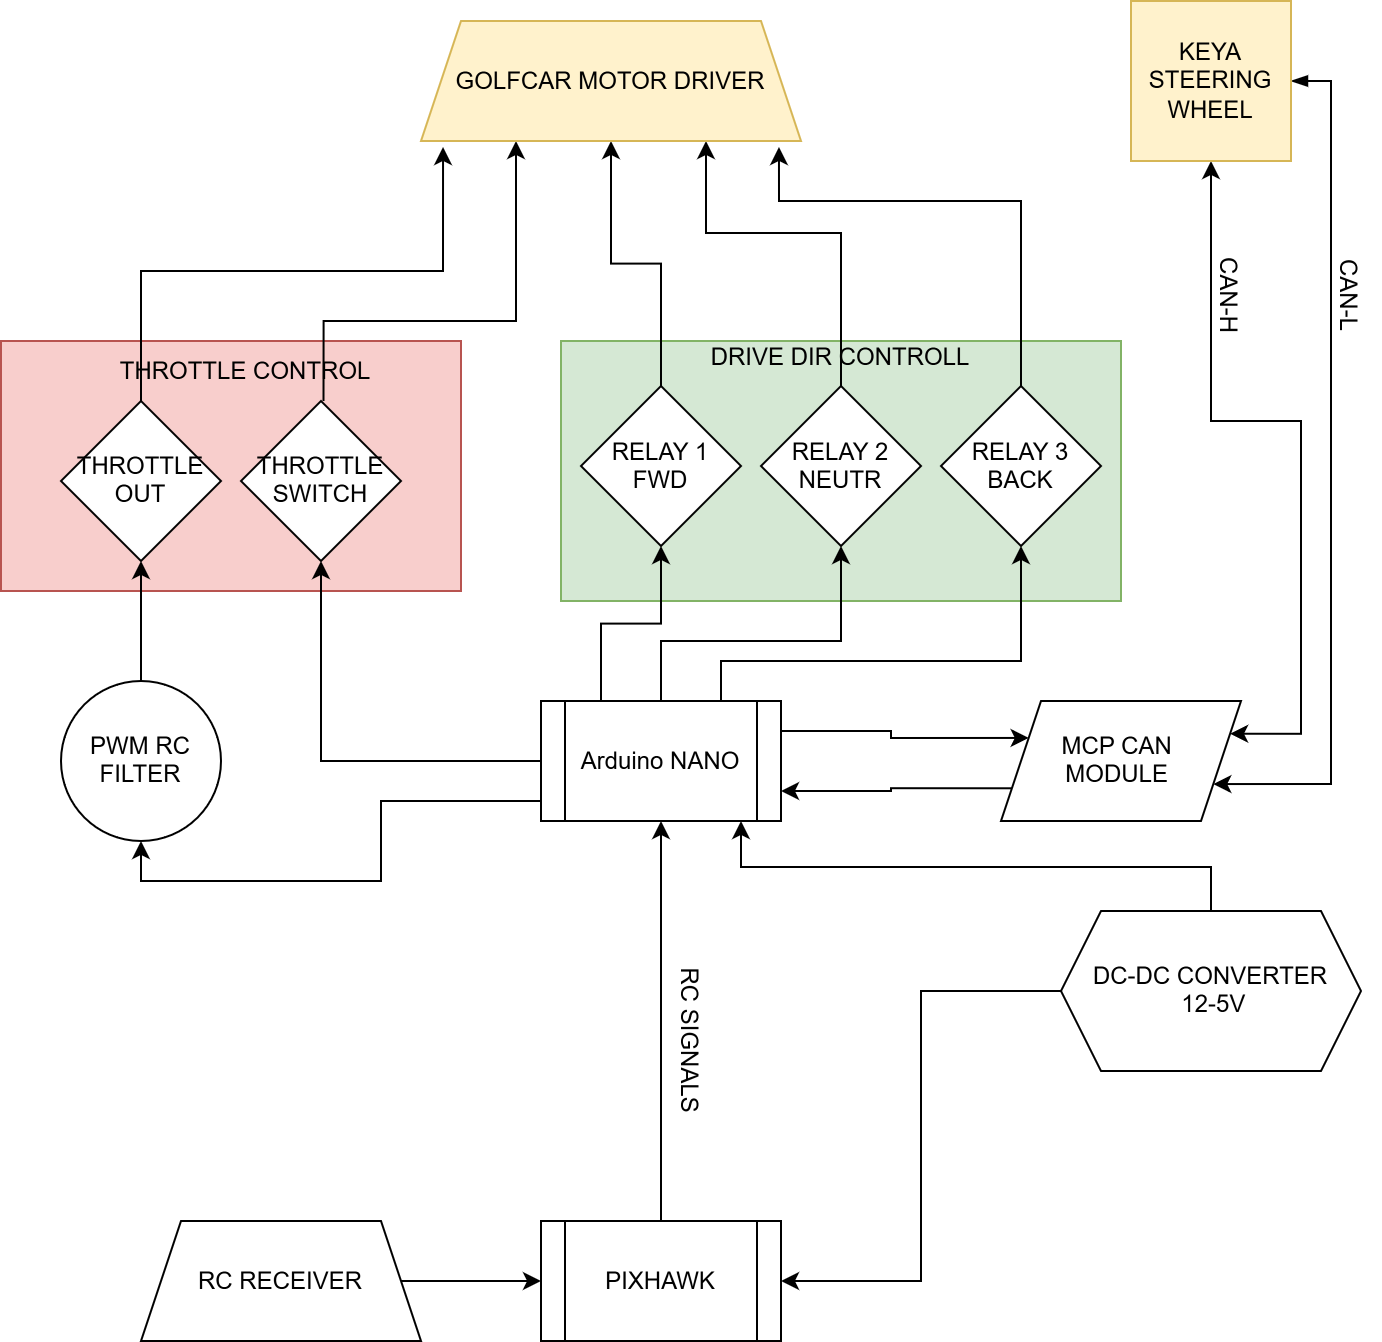 GOLFCAR MOTOR DRIVER
KEYA
STEERING
WHEEL
CAN-H
CAN-L
THROTTLE CONTROL
DRIVE DIR CONTROLL
THROTTLE
OUT
THROTTLE
SWITCH
RELAY 1
FWD
RELAY 2
NEUTR
RELAY 3
BACK
PWM RC
FILTER
Arduino NANO
MCP CAN
MODULE
DC-DC CONVERTER
12-5V
RC SIGNALS
RC RECEIVER
PIXHAWK